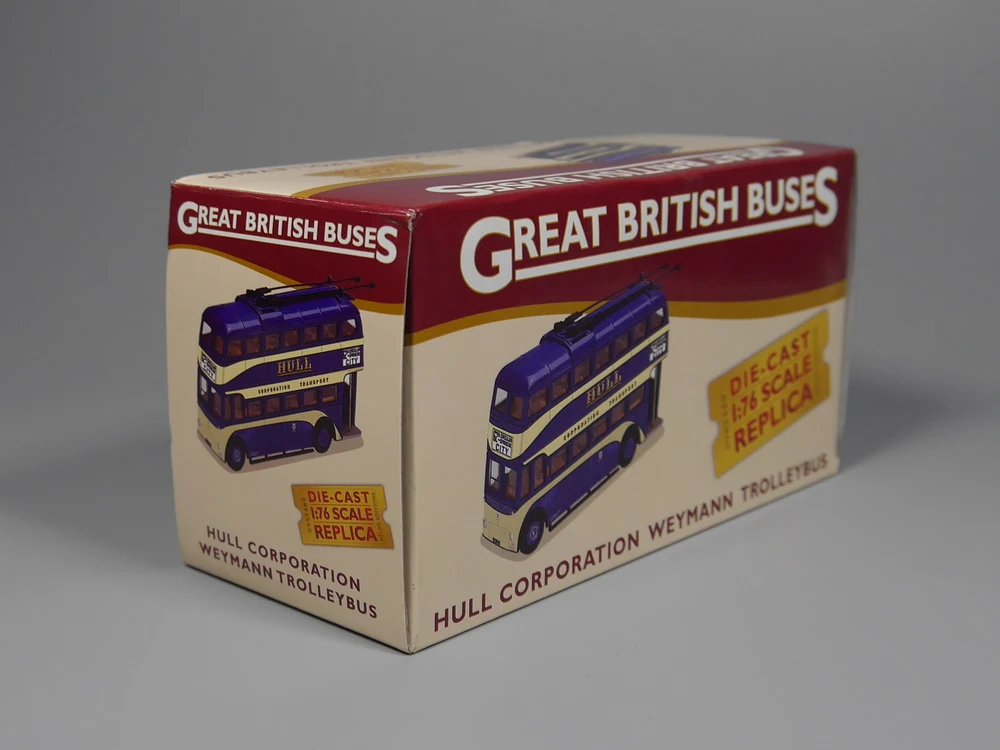 GREAT BRITISH BUSES
HULL
CORPORATION TRANSPORT
CITY
DIE-CAST
1:76 SCALE
REPLICA
HULL CORPORATION
WEYMANN TROLLEYBUS
GREAT BRITISH BUSES
GREAT BRITISH BUSES
HULL
CORPORATION TRANSPORT
CITY
DIE-CAST
1:76 SCALE
REPLICA
HULL CORPORATION WEYMANN TROLLEYBUS